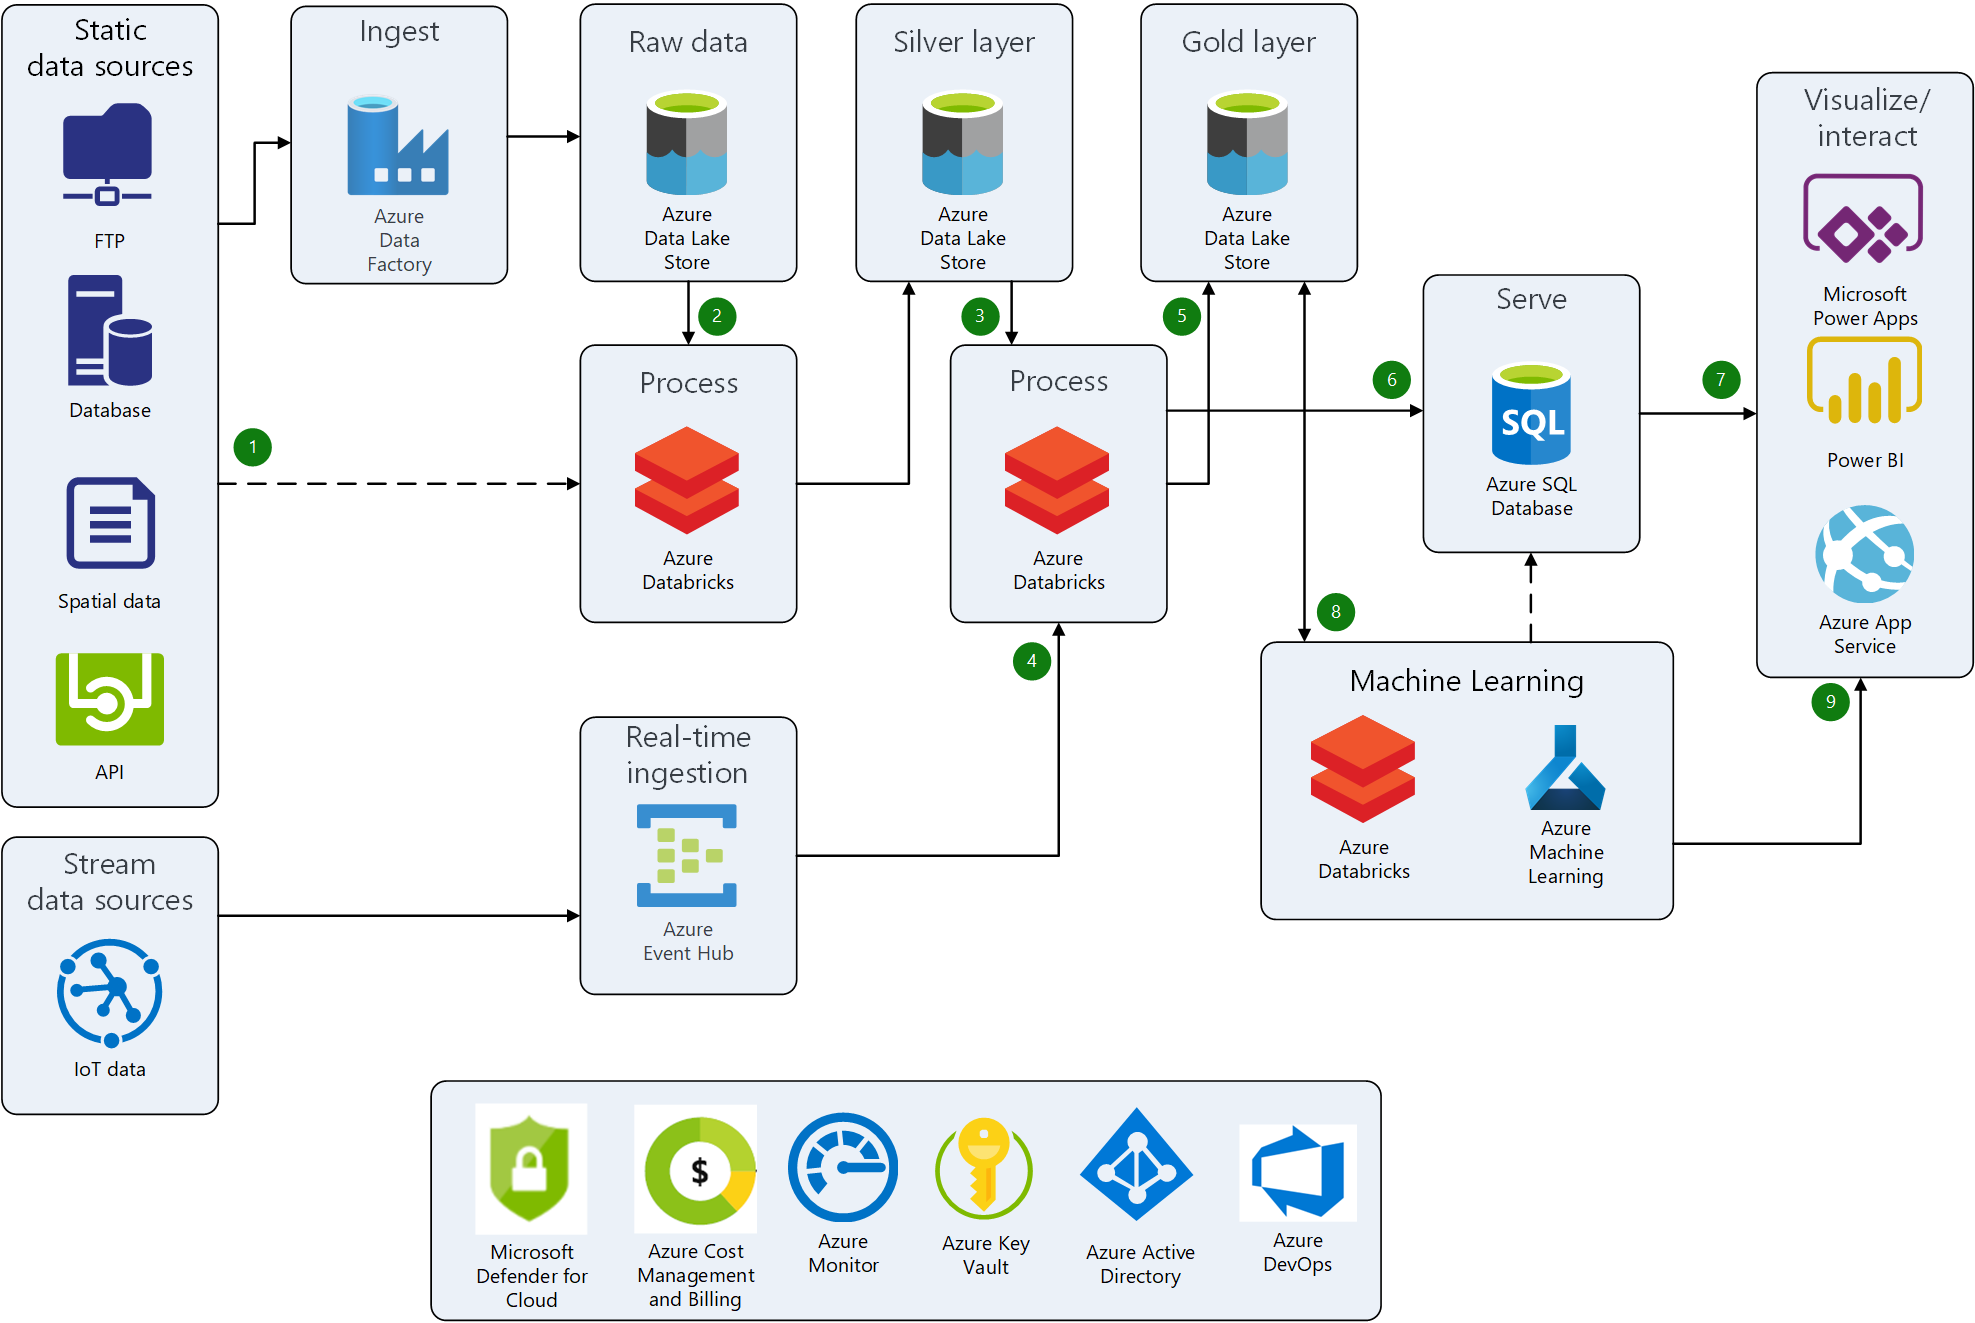 Static
data sources
FTP
Database
Spatial data
API
Stream
data sources
IoT data
Ingest
Azure
Data
Factory
Raw data
Azure
Data Lake
Store
Silver layer
Azure
Data Lake
Store
Gold layer
Azure
Data Lake
Store
1
2
Process
Azure
Databricks
3
Process
Azure
Databricks
4
5
Real-time
ingestion
Azure
Event Hub
6
Serve
SQL
Azure SQL
Database
7
Visualize/
interact
Microsoft
Power Apps
Power BI
Azure App
Service
8
Machine Learning
Azure
Databricks
Azure
Machine
Learning
9
Microsoft
Defender for
Cloud
$
Azure Cost
Management
and Billing
Azure
Monitor
Azure Key
Vault
Azure Active
Directory
Azure
DevOps